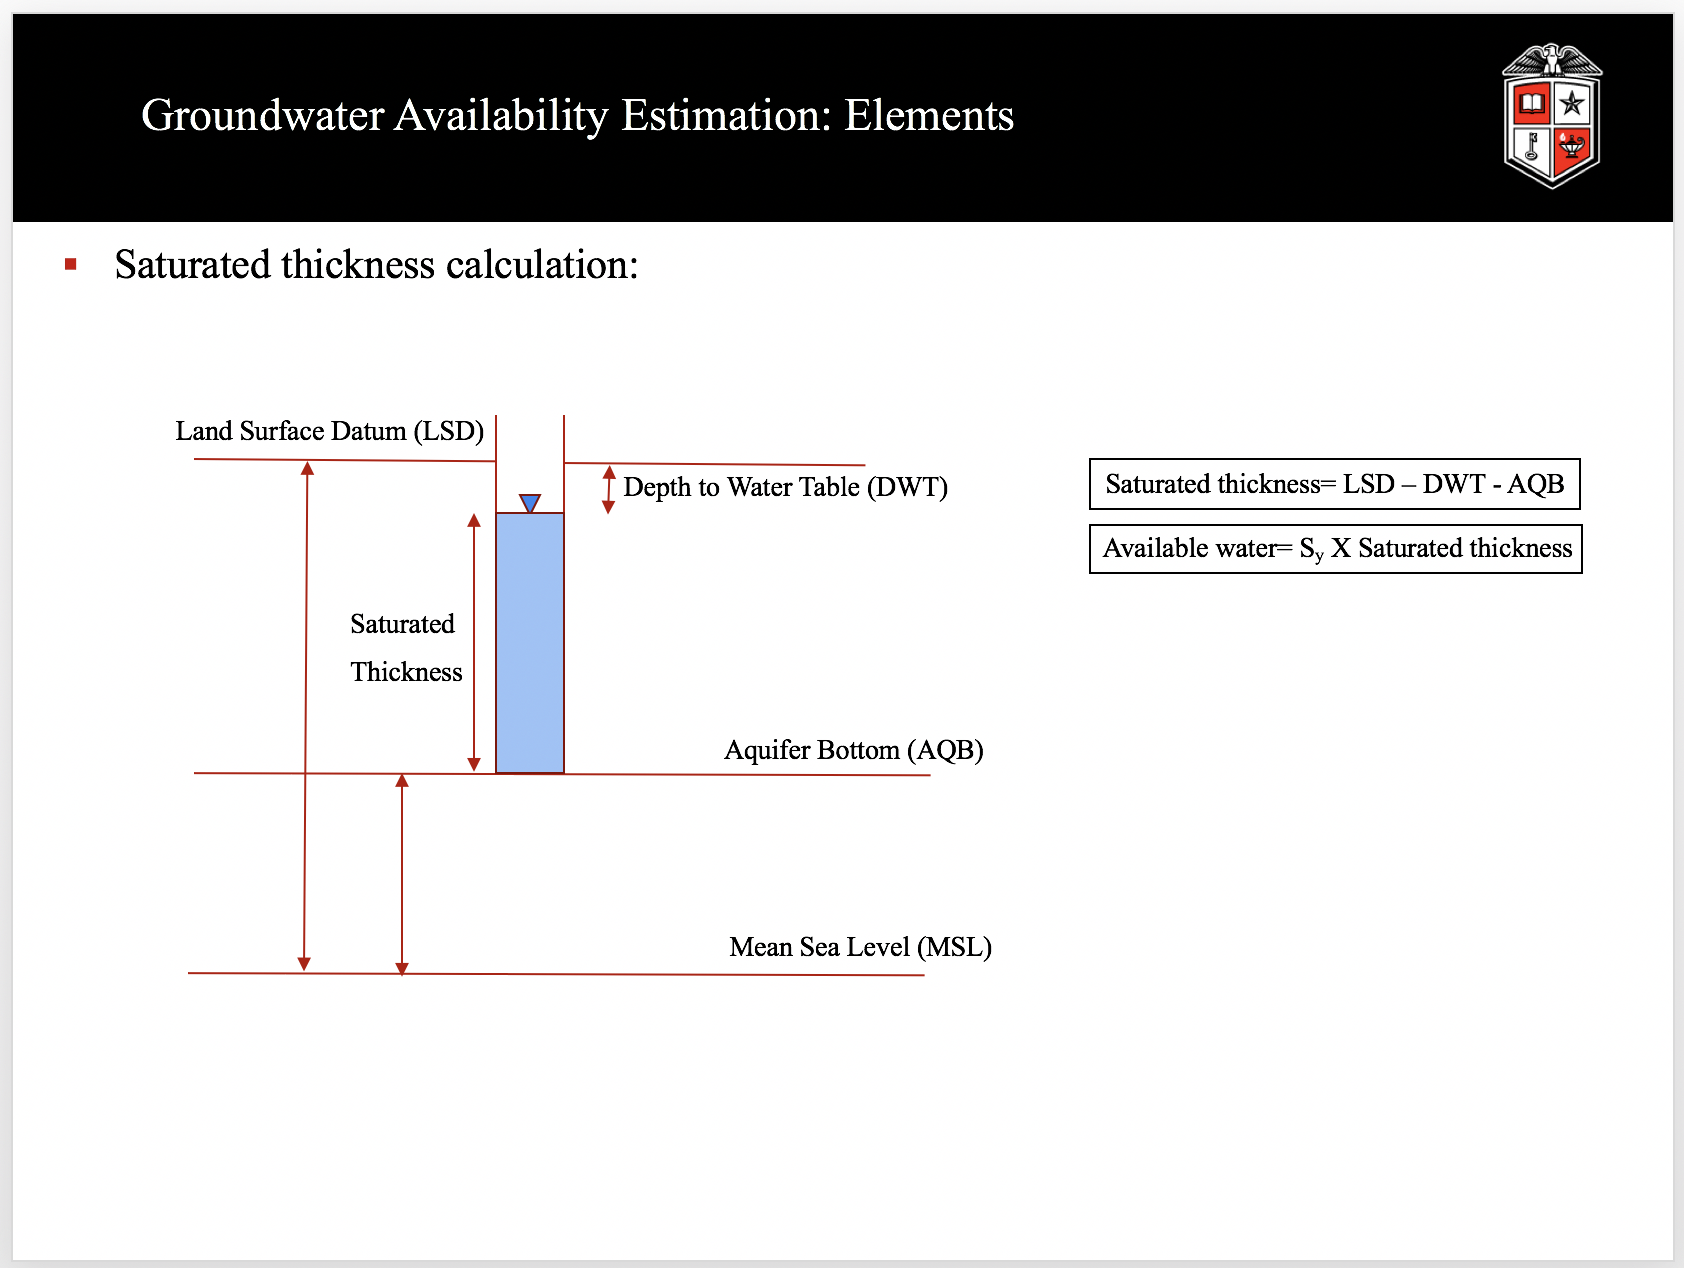 Groundwater Availability Estimation: Elements
▪ Saturated thickness calculation:
Land Surface Datum (LSD)
Depth to Water Table (DWT)
Saturated thickness= LSD – DWT - AQB
Available water= Sy X Saturated thickness
Saturated
Thickness
Aquifer Bottom (AQB)
Mean Sea Level (MSL)